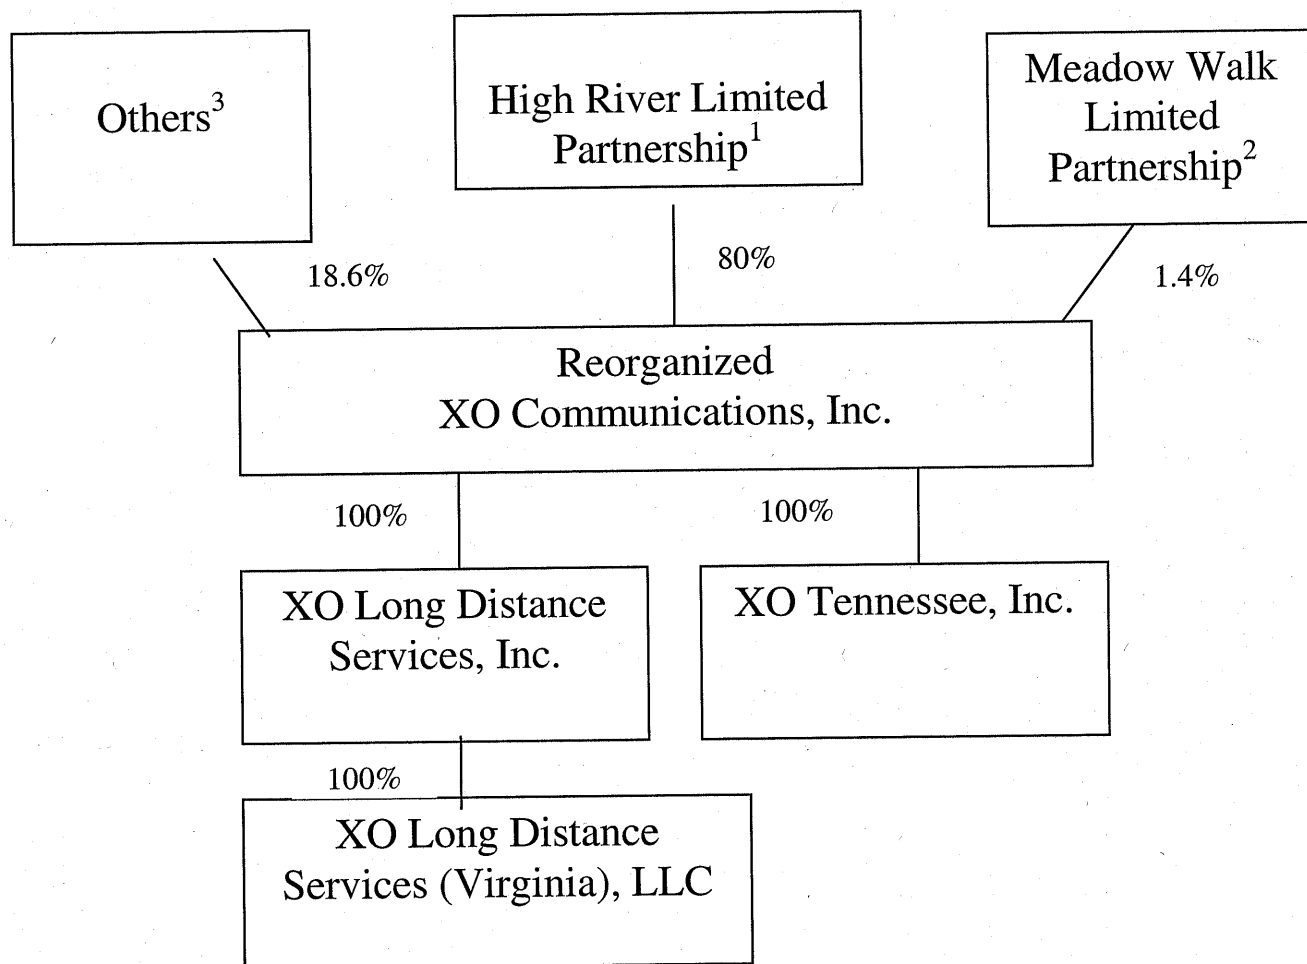 Others³
High River Limited
Partnership¹
Meadow Walk
Limited
Partnership²
18.6%
80%
1.4%
Reorganized
XO Communications, Inc.
100%
100%
XO Long Distance
Services, Inc.
XO Tennessee, Inc.
100%
XO Long Distance
Services (Virginia), LLC